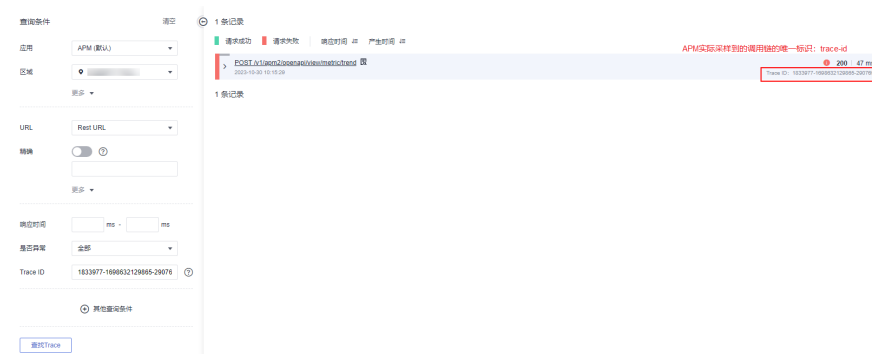 查询条件
清空
应用
APM (默认)
区域
更多
URL
Rest URL
精确
更多
响应时间
ms - ms
是否异常
全部
Trace ID
1833977-1698632129865-29076
其他查询条件
查找Trace
1 条记录
请求成功 请求失败 响应时间 产生时间
APM实际采样到的调用链的唯一标识：trace-id
POST /v1/apm2/openapi/view/metric/trend
200 47 ms
2023-10-30 10:15:29
Trace ID: 1833977-1698632129865-290766
1 条记录